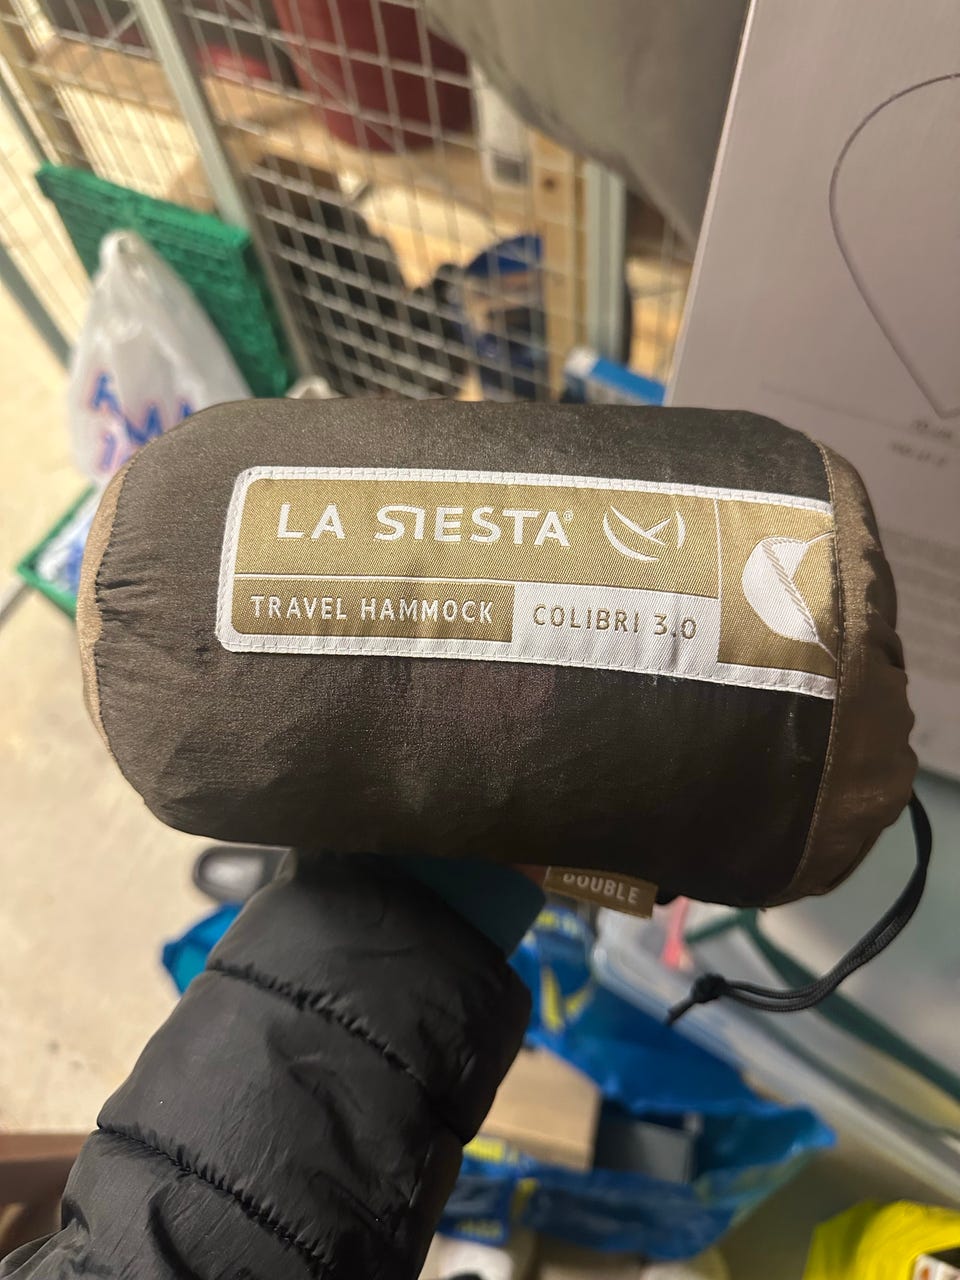 LA SIESTA®
TRAVEL HAMMOCK
COLIBRI 3.0
DOUBLE